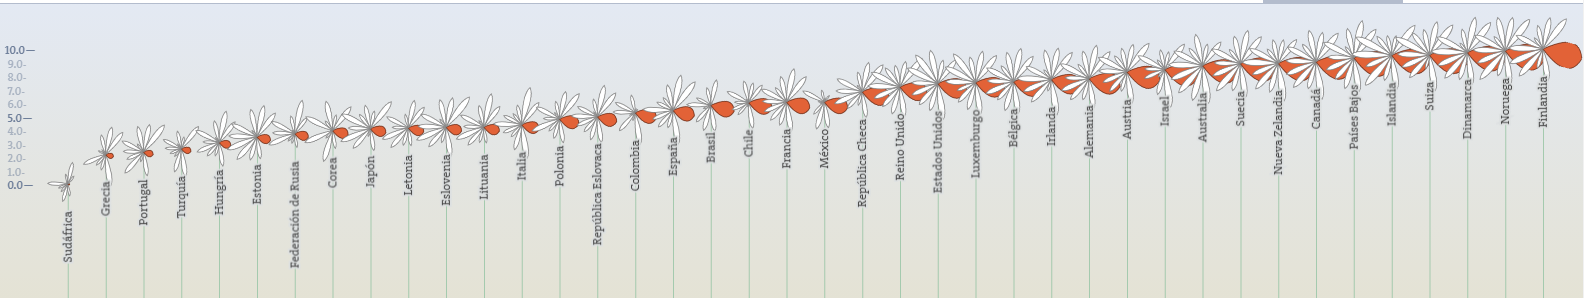 10.0
9.0
8.0
7.0
6.0
5.0
4.0
3.0
2.0
1.0
0.0
Sudáfrica
Grecia
Portugal
Turquía
Hungría
Estonia
Federación de Rusia
Corea
Japón
Letonia
Eslovenia
Lituania
Italia
Polonia
República Eslovaca
Colombia
España
Brasil
Chile
Francia
México
República Checa
Reino Unido
Estados Unidos
Luxemburgo
Bélgica
Irlanda
Alemania
Austria
Israel
Australia
Suecia
Nueva Zelandia
Canadá
Países Bajos
Islandia
Suiza
Dinamarca
Noruega
Finlandia